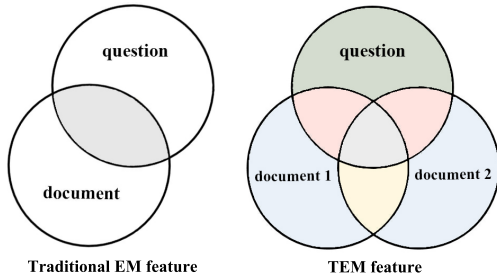 question
document
Traditional EM feature
question
document 1
document 2
TEM feature